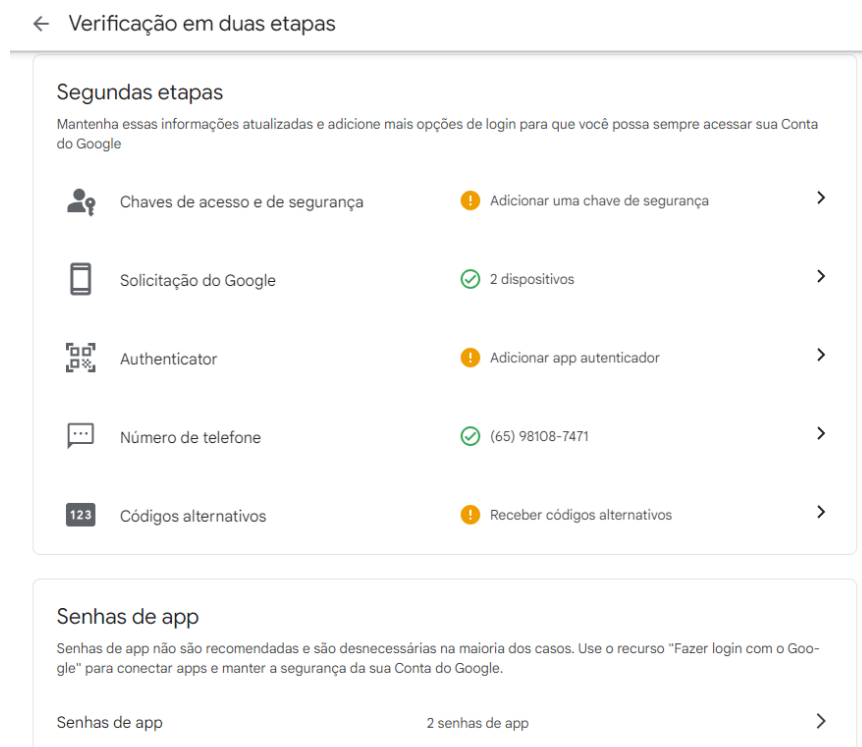 Verificação em duas etapas
Segundas etapas
Mantenha essas informações atualizadas e adicione mais opções de login para que você possa sempre acessar sua Conta
do Google
Chaves de acesso e de segurança
Adicionar uma chave de segurança
Solicitação do Google
2 dispositivos
Authenticator
Adicionar app autenticador
Número de telefone
(65) 98108-7471
123
Códigos alternativos
Receber códigos alternativos
Senhas de app
Senhas de app não são recomendadas e são desnecessárias na maioria dos casos. Use o recurso "Fazer login com o Goo-
gle" para conectar apps e manter a segurança da sua Conta do Google.
Senhas de app
2 senhas de app